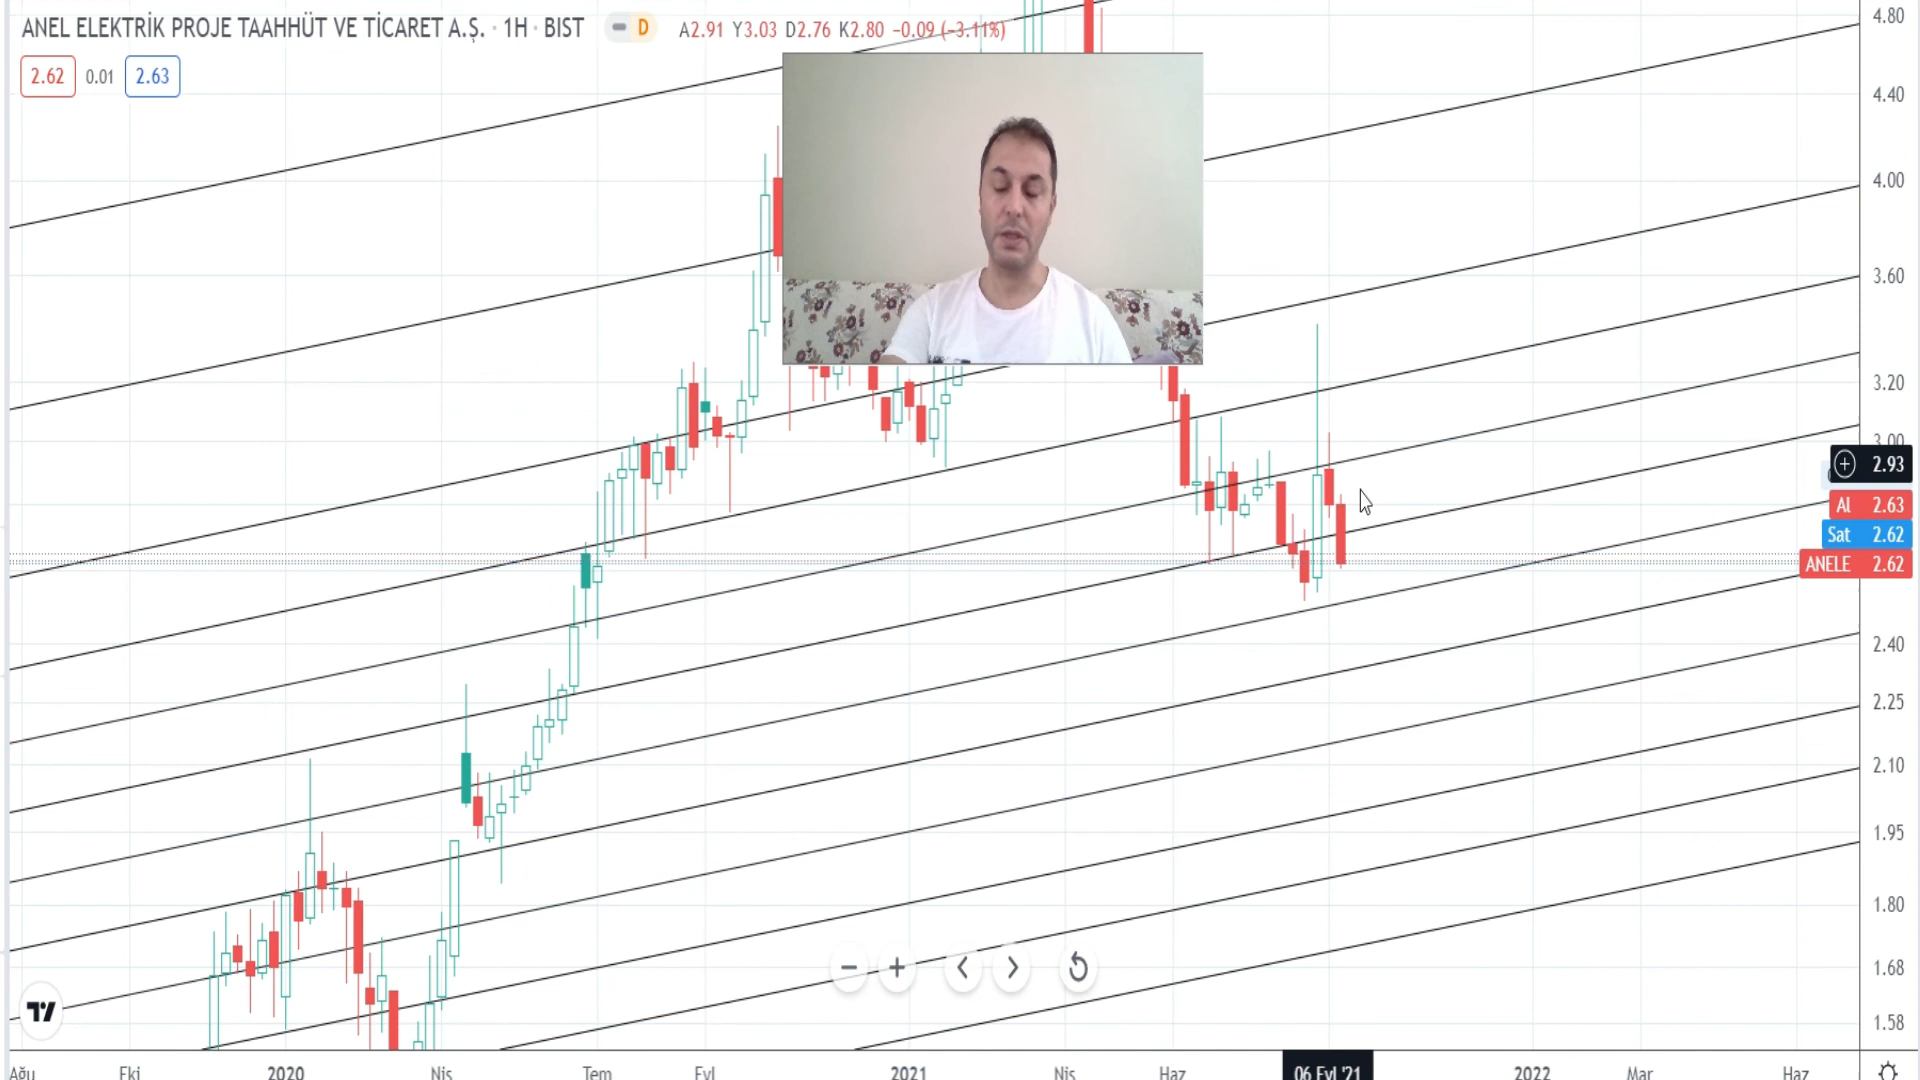 ANEL ELEKTRİK PROJE TAAHHÜT VE TİCARET A.Ş. · 1H · BIST D A2.91 Y3.03 D2.76 K2.80 −0.09 (−3.11%)
2.62 0.01 2.63
4.80
4.40
4.00
3.60
3.20
3.00
2.93
Al 2.63
Sat 2.62
ANELE 2.62
2.40
2.25
2.10
1.95
1.80
1.68
1.58
Ağu Eki 2020 Nis Tem Eyl 2021 Nis Haz 06 Eyl '21 2022 Mar Haz